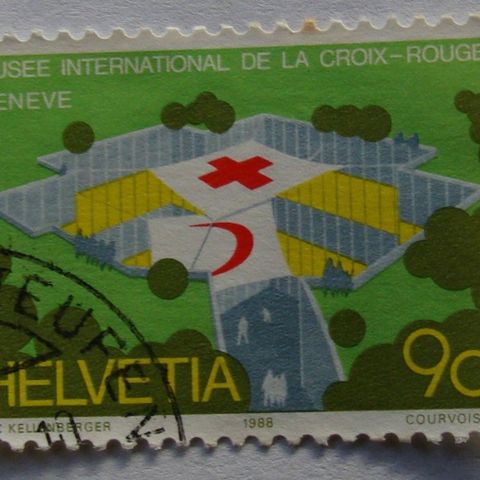 USEE INTERNATIONAL DE LA CROIX-ROUGE
ENEVE
HELVETIA 90
KELLENBERGER 1988 COURVOIS